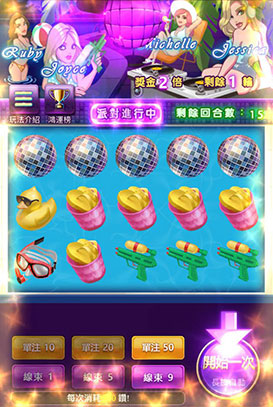 Ruby
Joyce
Michelle
Jessica
獎金2倍 剩餘1輪
玩法介紹
鴻運榜
派對進行中
剩餘回合數：15
單注 10
單注 20
單注 50
線束 1
線束 5
線束 9
每次消耗
鑽!
開始一次